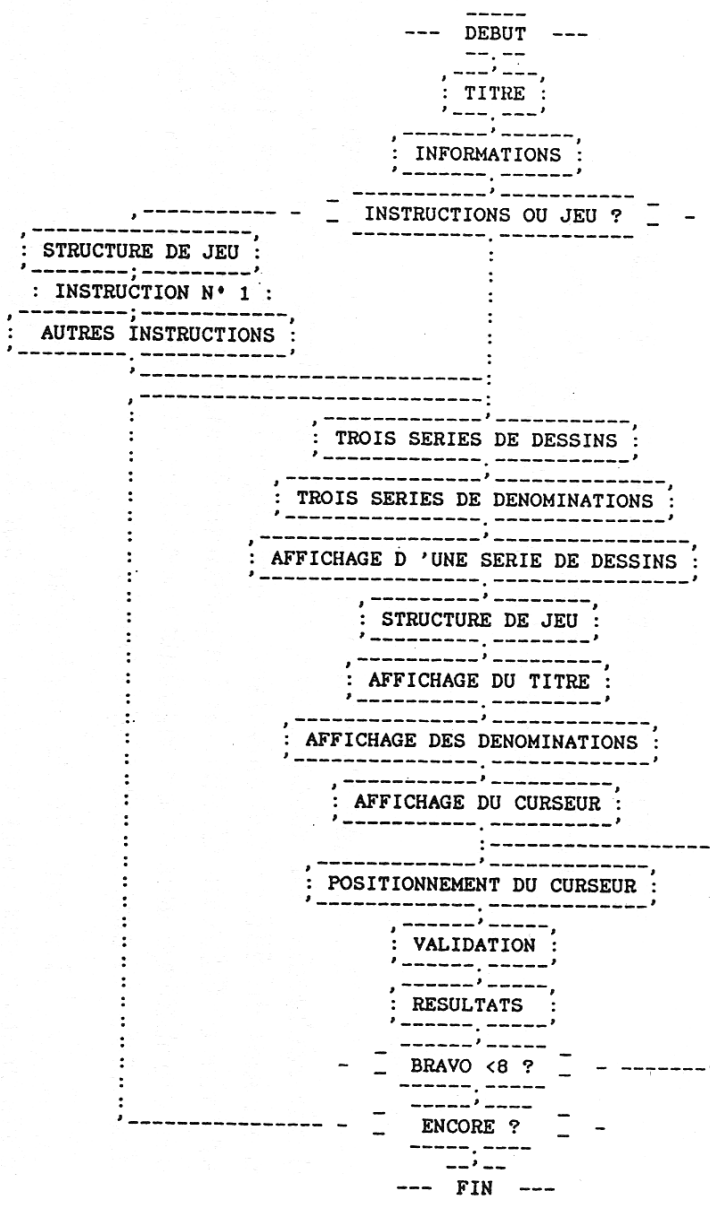 DEBUT
TITRE
INFORMATIONS
INSTRUCTIONS OU JEU ?
STRUCTURE DE JEU
INSTRUCTION N° 1
AUTRES INSTRUCTIONS
TROIS SERIES DE DESSINS
TROIS SERIES DE DENOMINATIONS
AFFICHAGE D 'UNE SERIE DE DESSINS
STRUCTURE DE JEU
AFFICHAGE DU TITRE
AFFICHAGE DES DENOMINATIONS
AFFICHAGE DU CURSEUR
POSITIONNEMENT DU CURSEUR
VALIDATION
RESULTATS
BRAVO <8 ?
ENCORE ?
FIN